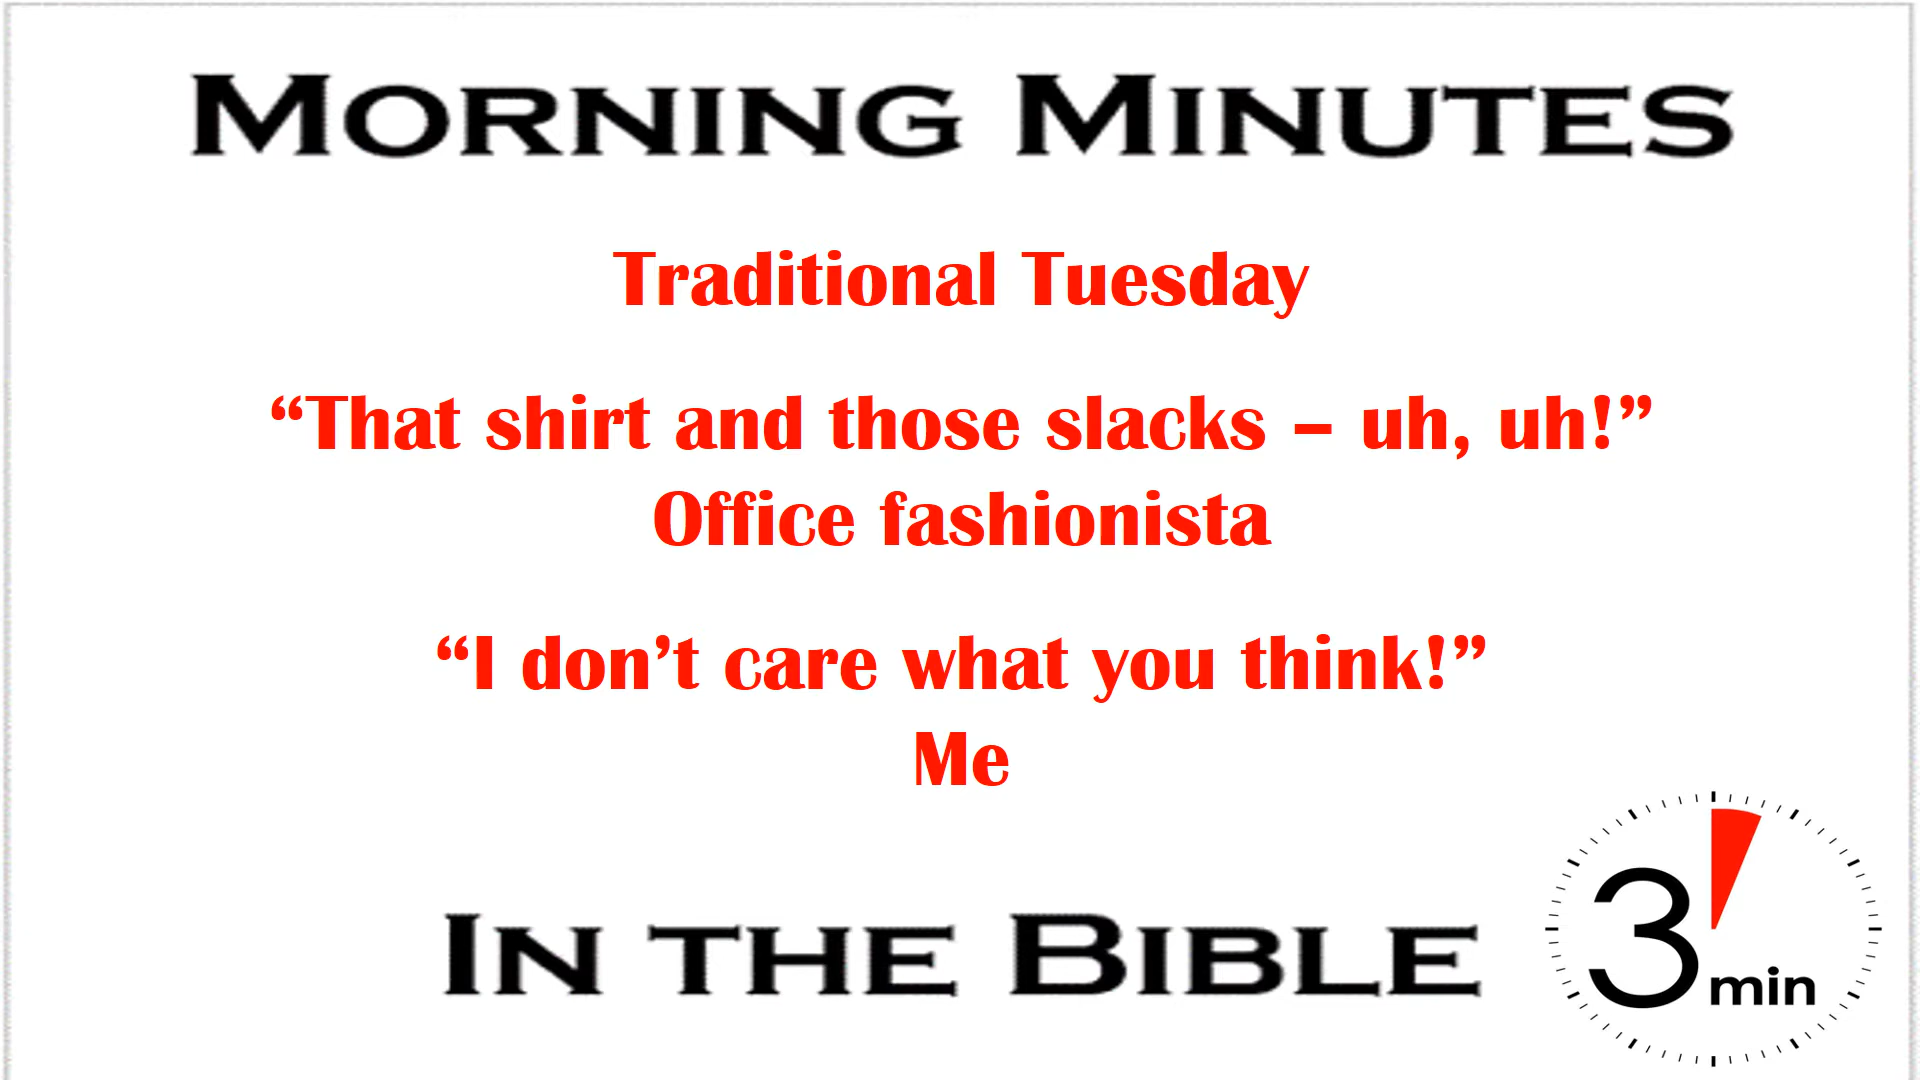 MORNING MINUTES
Traditional Tuesday
“That shirt and those slacks – uh, uh!”
Office fashionista
“I don’t care what you think!”
Me
IN THE BIBLE
3 min